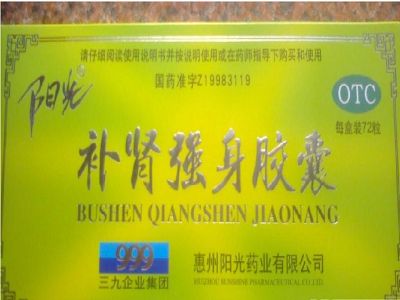 请仔细阅读使用说明书并按说明使用或在药师指导下购买和使用
国药准字Z19983119
阳光
OTC
每盒装72粒
补肾强身胶囊
BUSHEN QIANGSHEN JIAONANG
999
三九企业集团
惠州阳光药业有限公司
HUIZHOU SUNSHINE PHARMACEUTICAL CO.,LTD.